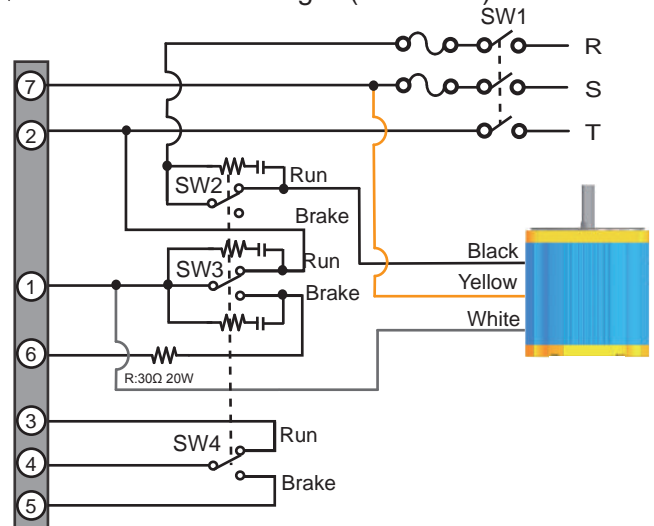 SW1
R
S
T
7
2
SW2
Run
Brake
SW3
Run
Brake
1
6
R:30Ω 20W
Black
Yellow
White
3
4
5
SW4
Run
Brake